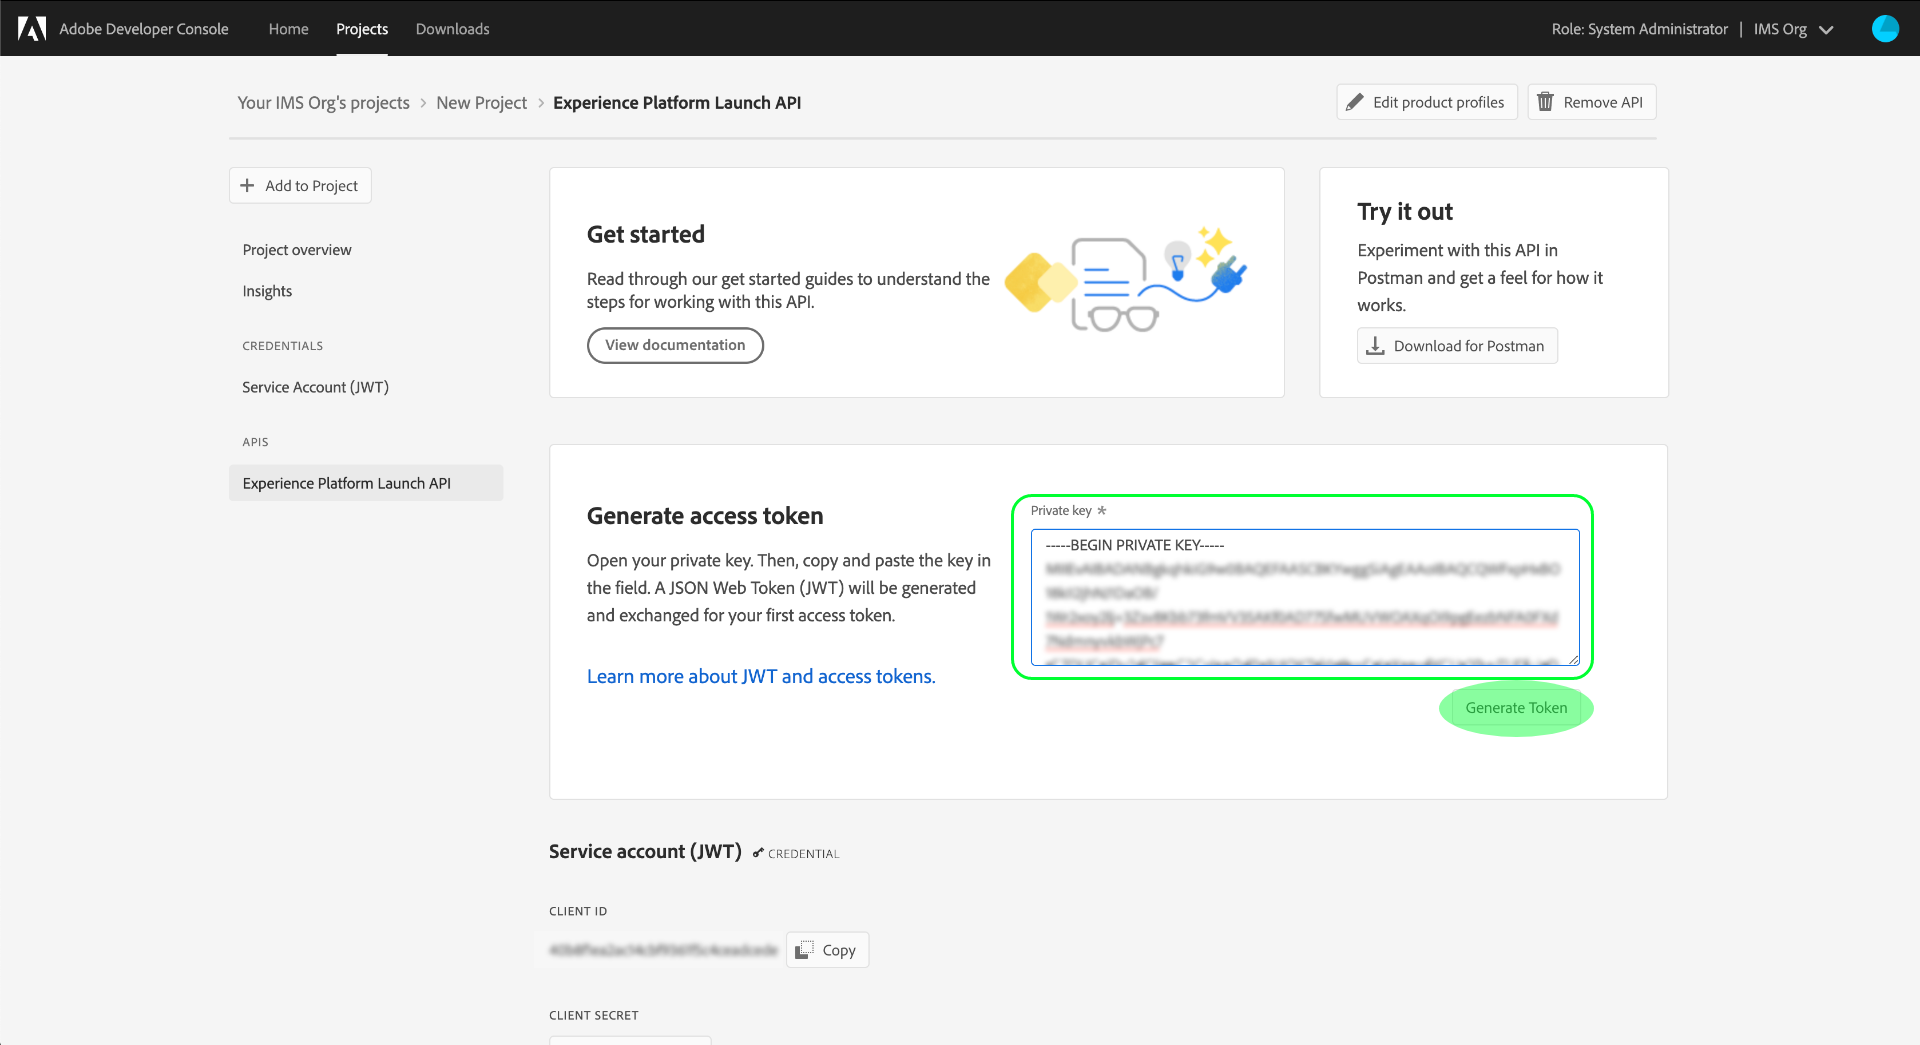 Adobe Developer Console
Home
Projects
Downloads
Role: System Administrator | IMS Org
Your IMS Org's projects > New Project > Experience Platform Launch API
Edit product profiles
Remove API
Add to Project
Project overview
Insights
CREDENTIALS
Service Account (JWT)
APIS
Experience Platform Launch API
Get started
Read through our get started guides to understand the
steps for working with this API.
View documentation
Try it out
Experiment with this API in
Postman and get a feel for how it
works.
Download for Postman
Generate access token
Open your private key. Then, copy and paste the key in
the field. A JSON Web Token (JWT) will be generated
and exchanged for your first access token.
Learn more about JWT and access tokens.
Private key *
-----BEGIN PRIVATE KEY-----
Generate Token
Service account (JWT)
CREDENTIAL
CLIENT ID
Copy
CLIENT SECRET